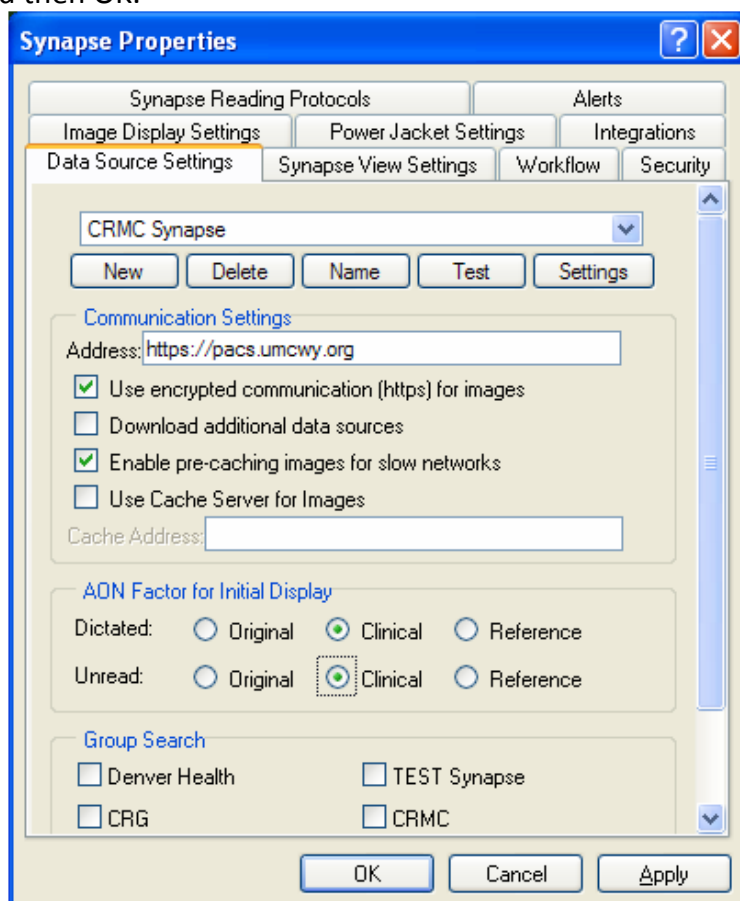 then OK.
Synapse Properties
Synapse Reading Protocols Alerts
Image Display Settings Power Jacket Settings Integrations
Data Source Settings Synapse View Settings Workflow Security
CRMC Synapse
New Delete Name Test Settings
Communication Settings
Address: https://pacs.umcwy.org
Use encrypted communication (https) for images
Download additional data sources
Enable pre-caching images for slow networks
Use Cache Server for Images
Cache Address:
AON Factor for Initial Display
Dictated: Original Clinical Reference
Unread: Original Clinical Reference
Group Search
Denver Health TEST Synapse
CRG CRMC
OK Cancel Apply